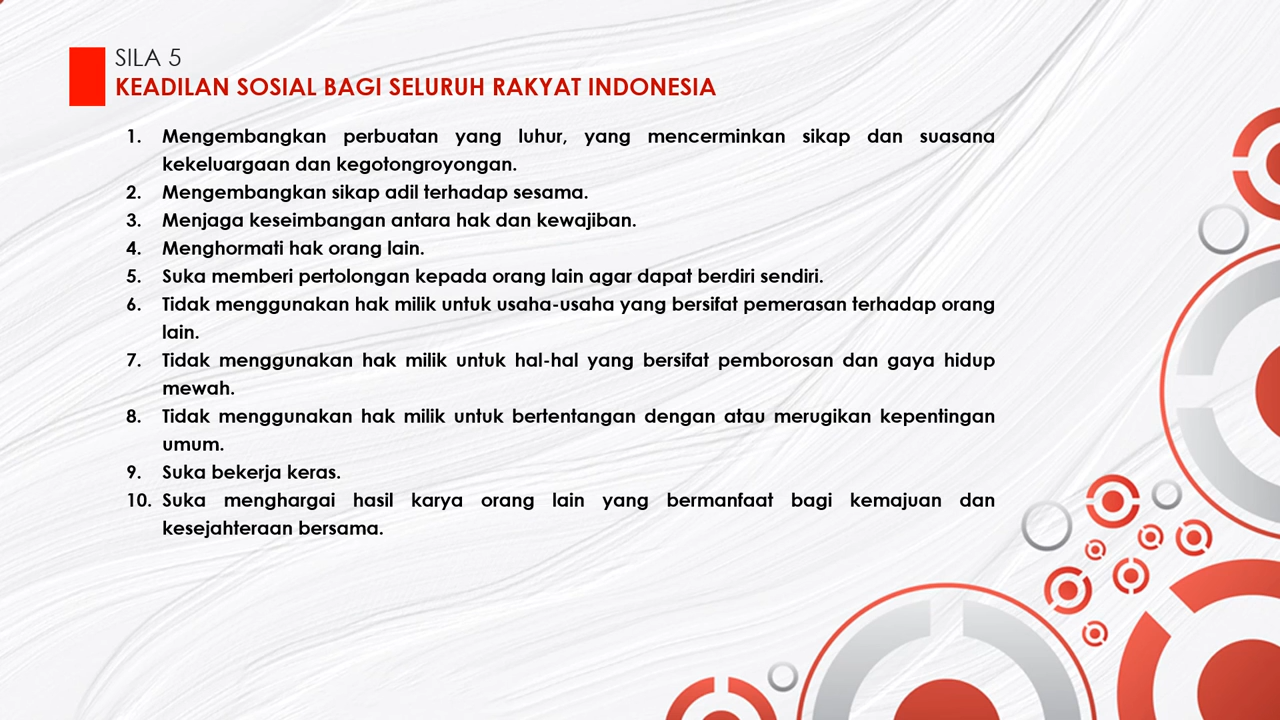 SILA 5
KEADILAN SOSIAL BAGI SELURUH RAKYAT INDONESIA
1. Mengembangkan perbuatan yang luhur, yang mencerminkan sikap dan suasana
kekeluargaan dan kegotongroyongan.
2. Mengembangkan sikap adil terhadap sesama.
3. Menjaga keseimbangan antara hak dan kewajiban.
4. Menghormati hak orang lain.
5. Suka memberi pertolongan kepada orang lain agar dapat berdiri sendiri.
6. Tidak menggunakan hak milik untuk usaha-usaha yang bersifat pemerasan terhadap orang
lain.
7. Tidak menggunakan hak milik untuk hal-hal yang bersifat pemborosan dan gaya hidup
mewah.
8. Tidak menggunakan hak milik untuk bertentangan dengan atau merugikan kepentingan
umum.
9. Suka bekerja keras.
10. Suka menghargai hasil karya orang lain yang bermanfaat bagi kemajuan dan
kesejahteraan bersama.